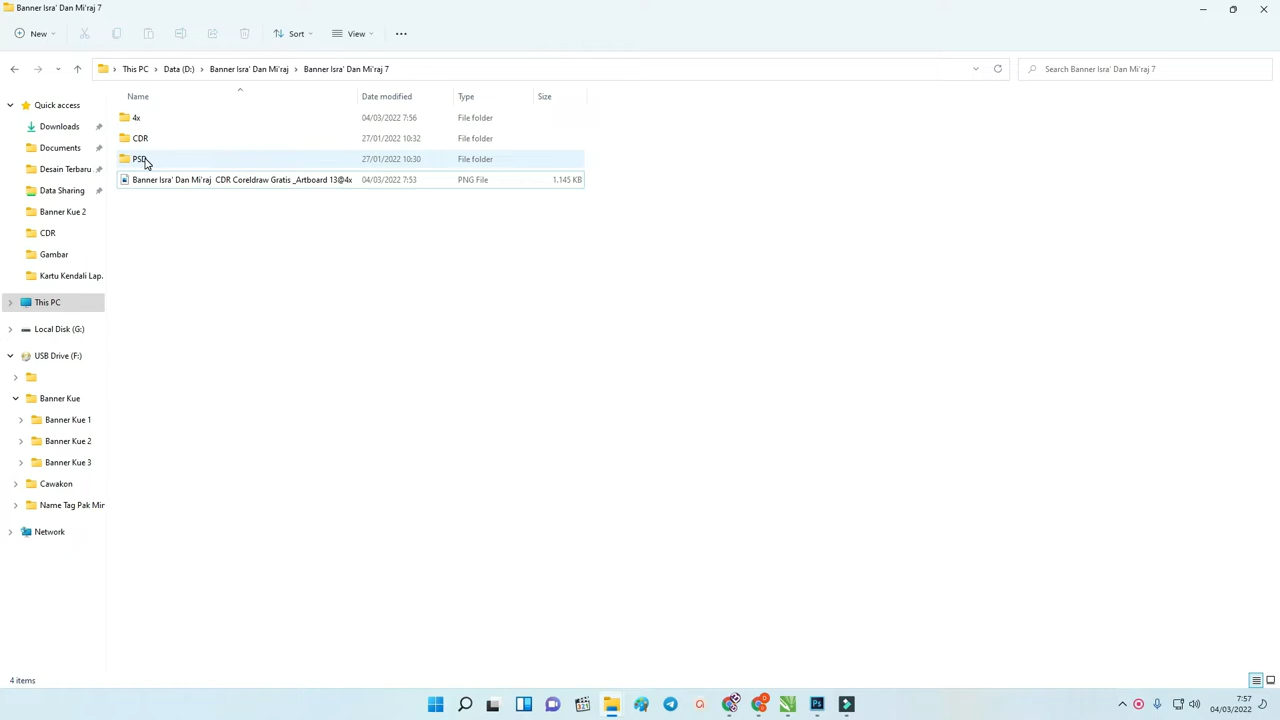 Banner Isra' Dan Mi'raj 7
New
Sort
View
This PC
Data (D:)
Banner Isra' Dan Mi'raj
Banner Isra' Dan Mi'raj 7
Search Banner Isra' Dan Mi'raj 7
Name
Date modified
Type
Size
4x
04/03/2022 7:56
File folder
CDR
27/01/2022 10:32
File folder
PSD
27/01/2022 10:30
File folder
Banner Isra' Dan Mi'raj CDR Coreldraw Gratis _Artboard 13@4x
04/03/2022 7:53
PNG File
1.145 KB
Quick access
Downloads
Documents
Desain Terbaru
Data Sharing
Banner Kue 2
CDR
Gambar
Kartu Kendali Lap.
This PC
Local Disk (G:)
USB Drive (F:)
Banner Kue
Banner Kue 1
Banner Kue 2
Banner Kue 3
Cawakon
Name Tag Pak Mir
Network
4 items
7:57
04/03/2022